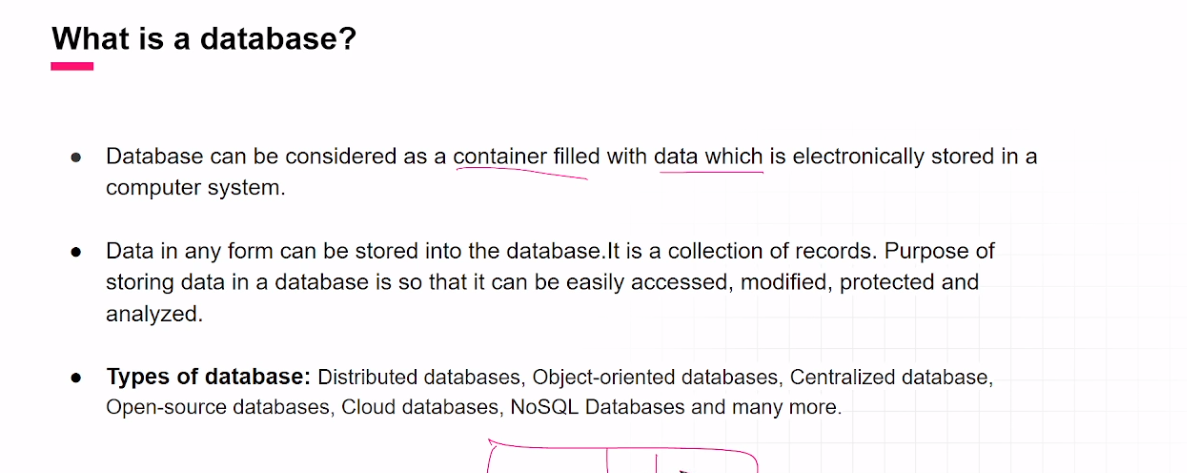 What is a database?
● Database can be considered as a container filled with data which is electronically stored in a
computer system.
● Data in any form can be stored into the database.It is a collection of records. Purpose of
storing data in a database is so that it can be easily accessed, modified, protected and
analyzed.
● Types of database: Distributed databases, Object-oriented databases, Centralized database,
Open-source databases, Cloud databases, NoSQL Databases and many more.